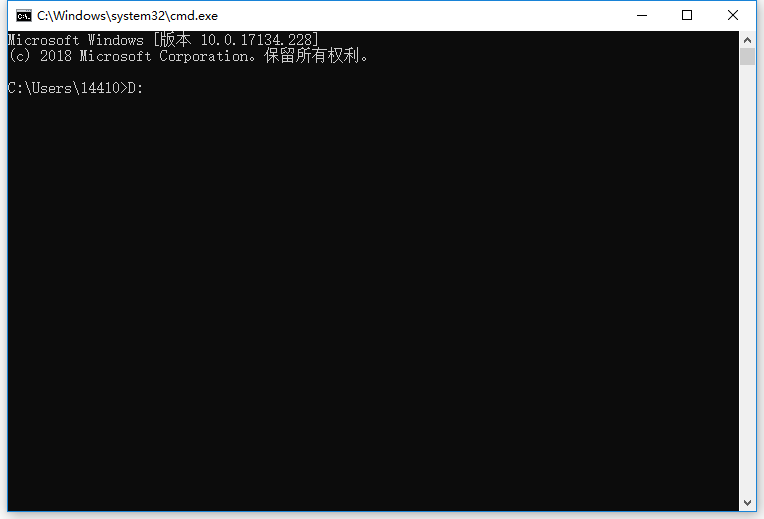 C:\Windows\system32\cmd.exe
Microsoft Windows [版本 10.0.17134.228]
(c) 2018 Microsoft Corporation。保留所有权利。
C:\Users\14410>D: